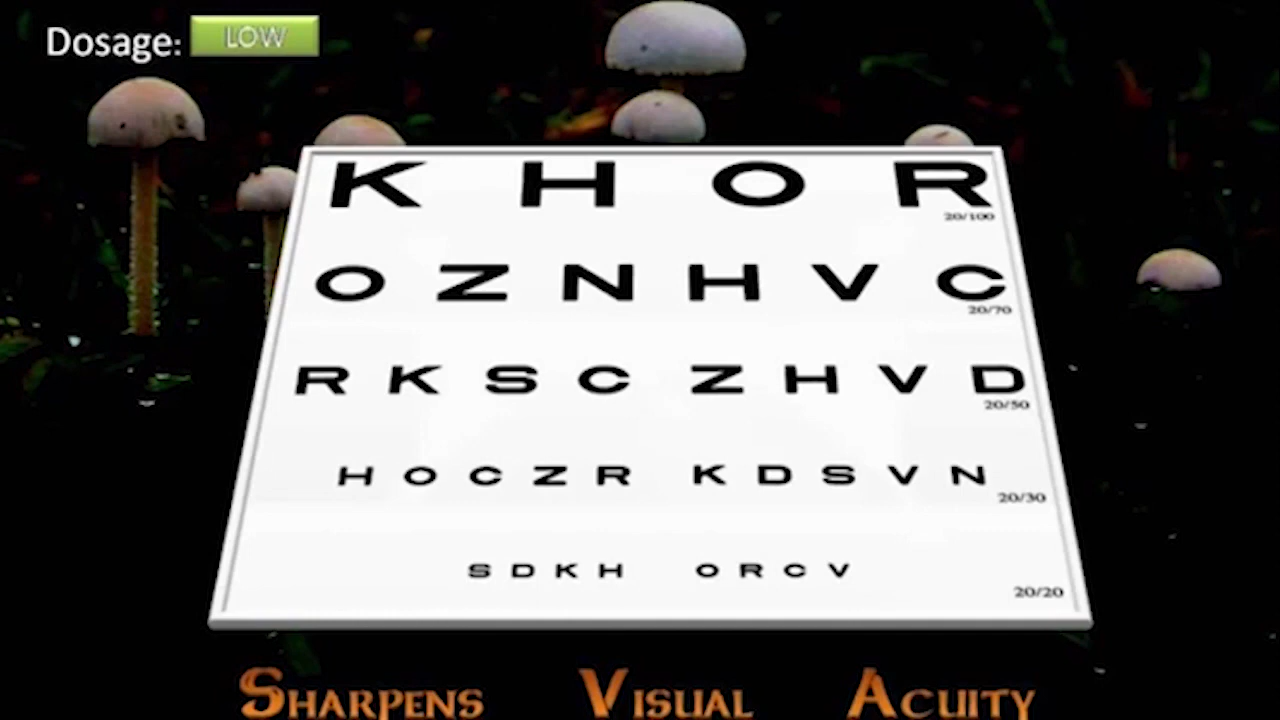 Dosage: LOW
K H O R
20/100
O Z N H V C
20/70
R K S C Z H V D
20/50
H O C Z R K D S V N
20/30
S D K H O R C V
20/20
SHARPENS VISUAL ACUITY